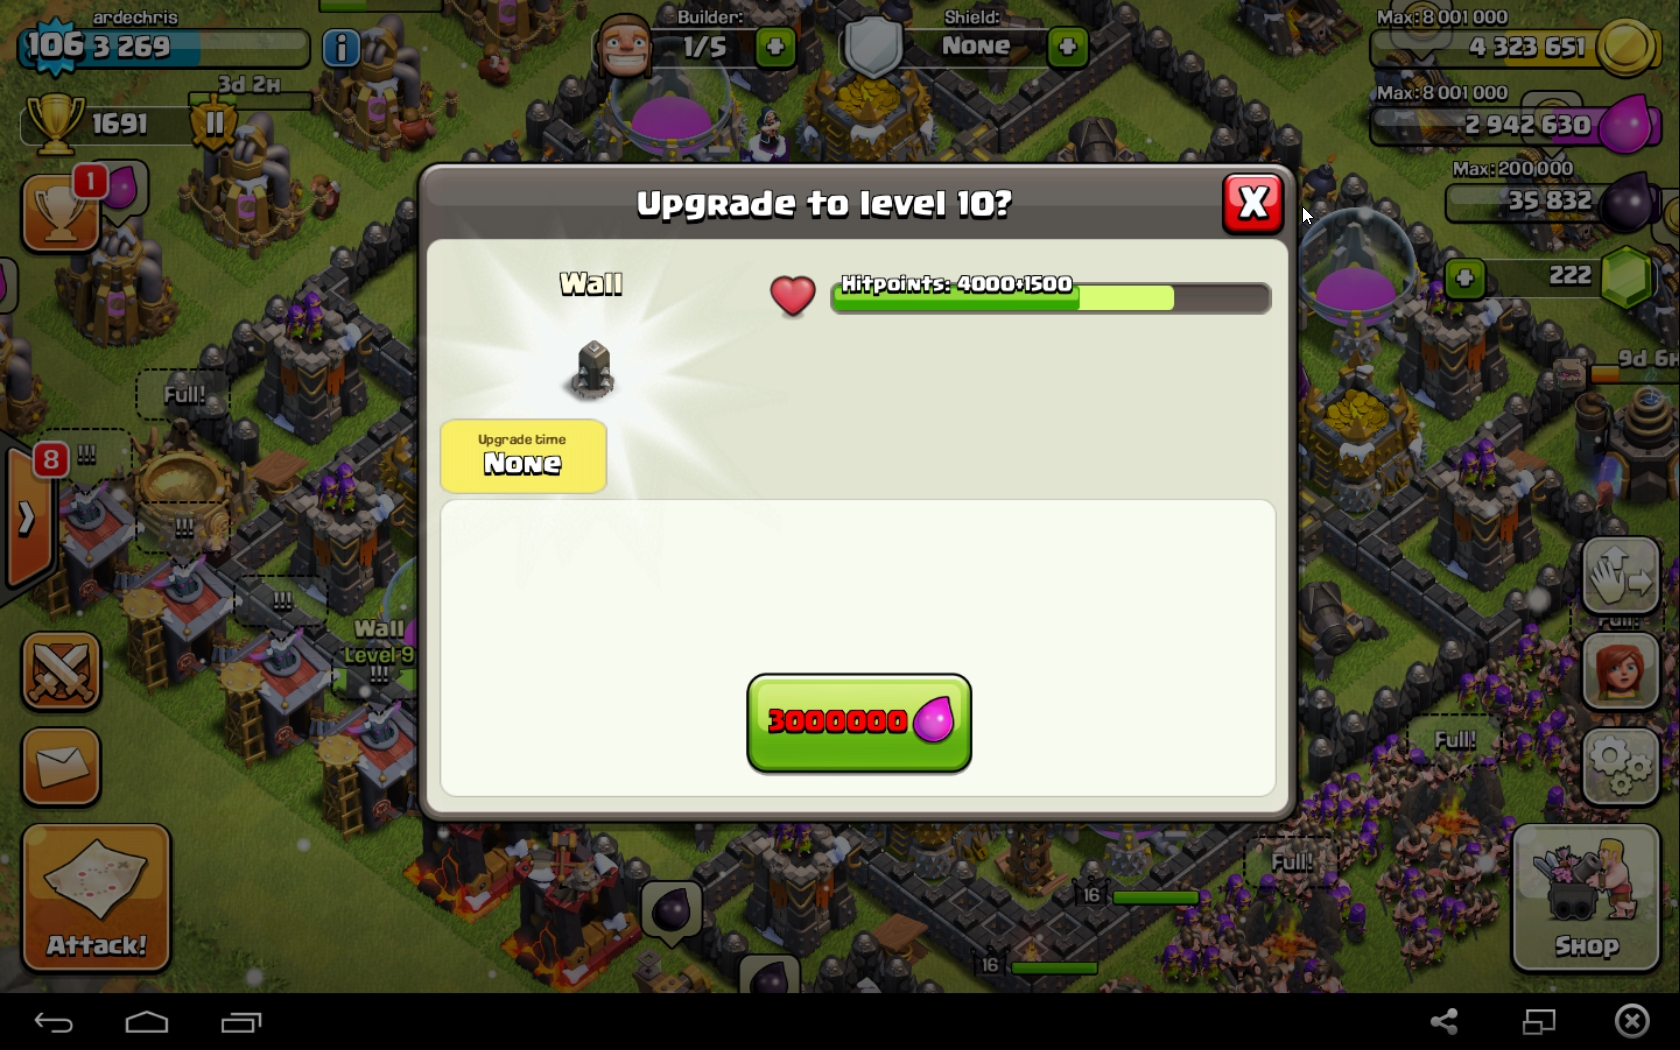 ardechris
106 3 269
Builder:
1/5
Shield:
None
Max: 8 001 000
4 323 651
3d 2H
1691
II
Max: 8 001 000
2 942 630
Max: 200 000
35 832
222
9d 6H
1
Upgrade to level 10?
X
Wall
Hitpoints: 4000+1500
Upgrade time
None
3000000
Full!
8
!!!
!!!
!!!
Wall
Level 9
!!!
Full!
Full!
Full!
16
16
Attack!
Shop